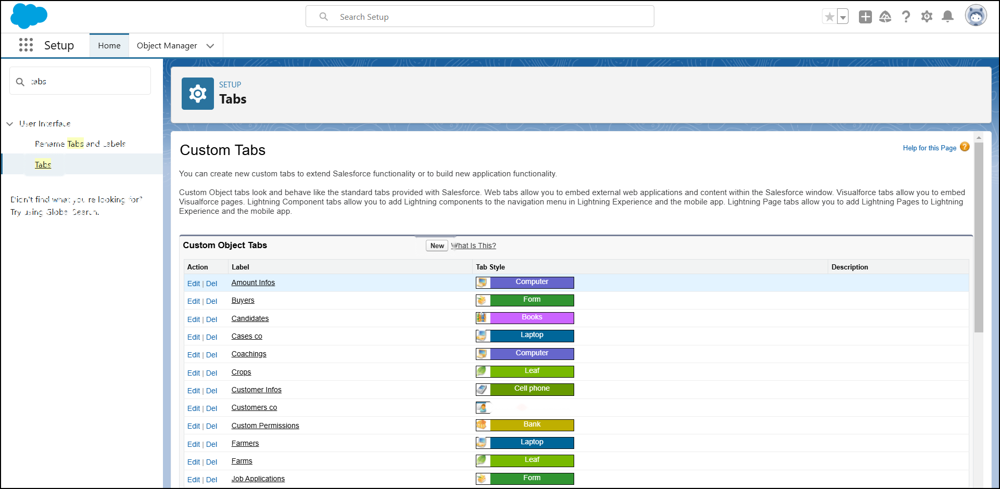 Search Setup
Setup
Home
Object Manager
tabs
User Interface
Rename Tabs and Labels
Tabs
Didn't find what you're looking for?
Try using Global Search.
SETUP
Tabs
Custom Tabs
Help for this Page
You can create new custom tabs to extend Salesforce functionality or to build new application functionality.
Custom Object tabs look and behave like the standard tabs provided with Salesforce. Web tabs allow you to embed external web applications and content within the Salesforce window. Visualforce tabs allow you to embed
Visualforce pages. Lightning Component tabs allow you to add Lightning components to the navigation menu in Lightning Experience and the mobile app. Lightning Page tabs allow you to add Lightning Pages to Lightning
Experience and the mobile app.
Custom Object Tabs New What Is This?
Action Label Tab Style Description
Edit | Del Amount Infos Computer
Edit | Del Buyers Form
Edit | Del Candidates Books
Edit | Del Cases co Laptop
Edit | Del Coachings Computer
Edit | Del Crops Leaf
Edit | Del Customer Infos Cell phone
Edit | Del Customers co
Edit | Del Custom Permissions Bank
Edit | Del Farmers Laptop
Edit | Del Farms Leaf
Edit | Del Job Applications Form